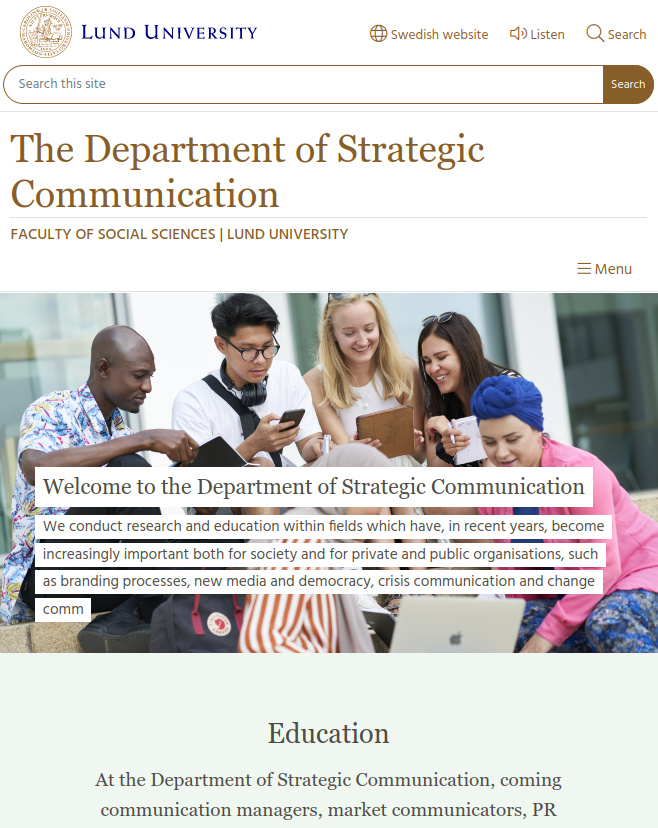 LUND UNIVERSITY
Swedish website
Listen
Search
Search this site
Search
The Department of Strategic
Communication
FACULTY OF SOCIAL SCIENCES | LUND UNIVERSITY
Menu
Welcome to the Department of Strategic Communication
We conduct research and education within fields which have, in recent years, become
increasingly important both for society and for private and public organisations, such
as branding processes, new media and democracy, crisis communication and change
comm
Education
At the Department of Strategic Communication, coming
communication managers, market communicators, PR